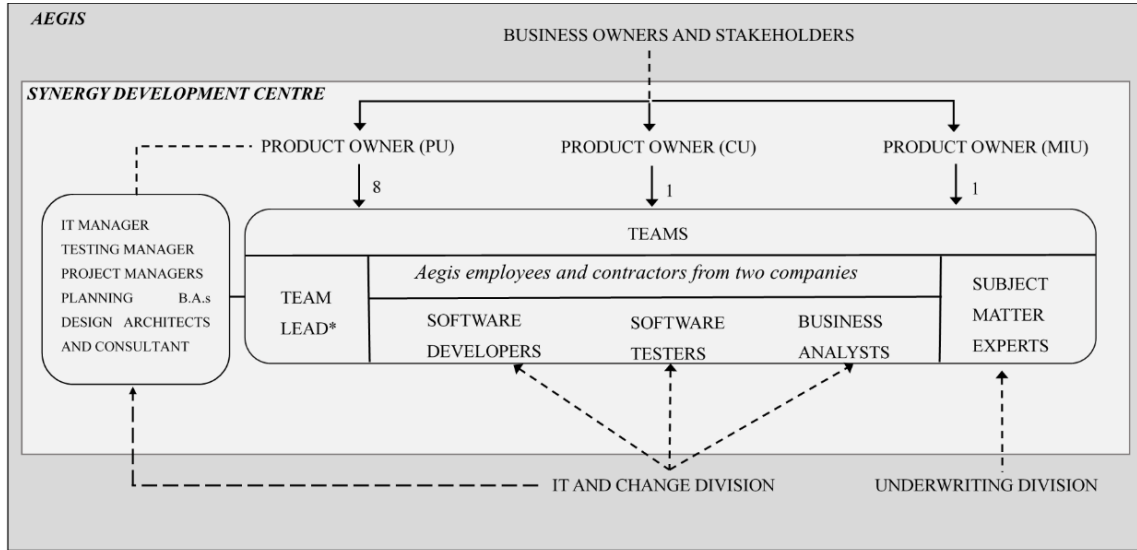 AEGIS
BUSINESS OWNERS AND STAKEHOLDERS
SYNERGY DEVELOPMENT CENTRE
PRODUCT OWNER (PU)
PRODUCT OWNER (CU)
PRODUCT OWNER (MIU)
8
1
1
IT MANAGER
TESTING MANAGER
PROJECT MANAGERS
PLANNING B.A.s
DESIGN ARCHITECTS
AND CONSULTANT
TEAMS
TEAM
LEAD*
Aegis employees and contractors from two companies
SOFTWARE
DEVELOPERS
SOFTWARE
TESTERS
BUSINESS
ANALYSTS
SUBJECT
MATTER
EXPERTS
IT AND CHANGE DIVISION
UNDERWRITING DIVISION